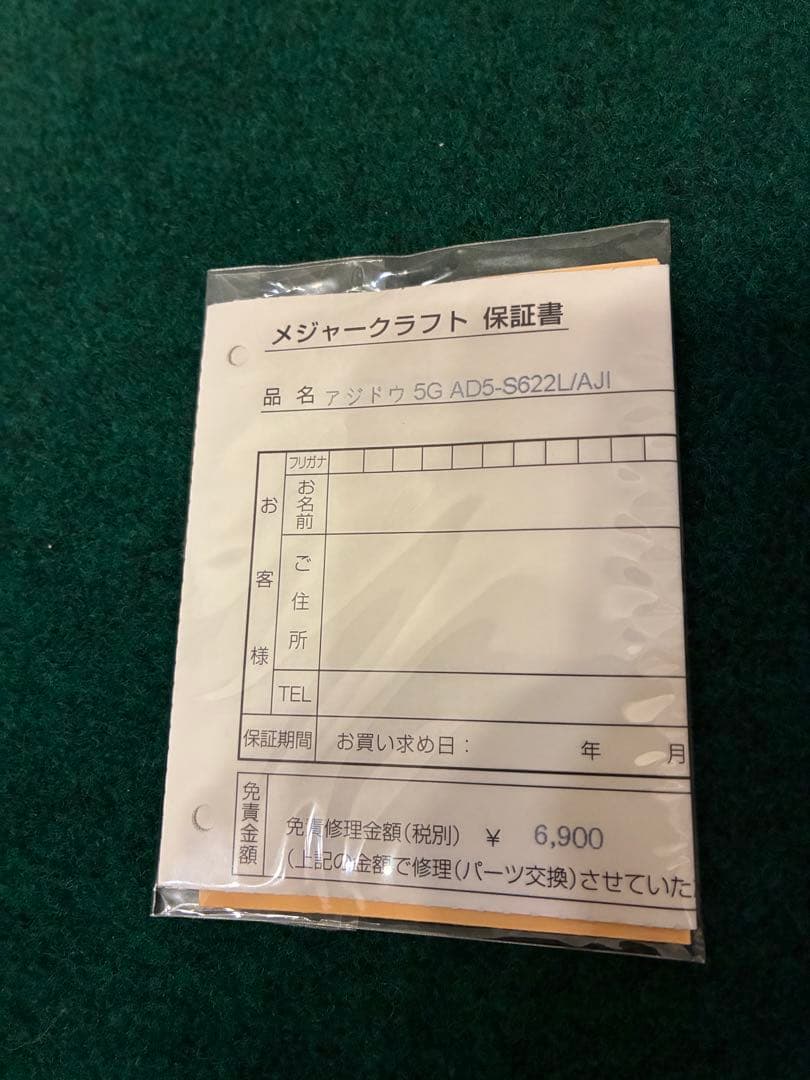 メジャークラフト 保証書
品 名 アジドウ 5G AD5-S622L/AJI
お客様
フリガナ
お名前
ご住所
TEL
保証期間 お買い求め日： 年 月
免責金額
免責修理金額(税別) ￥ 6,900
(上記の金額で修理(パーツ交換)させていた